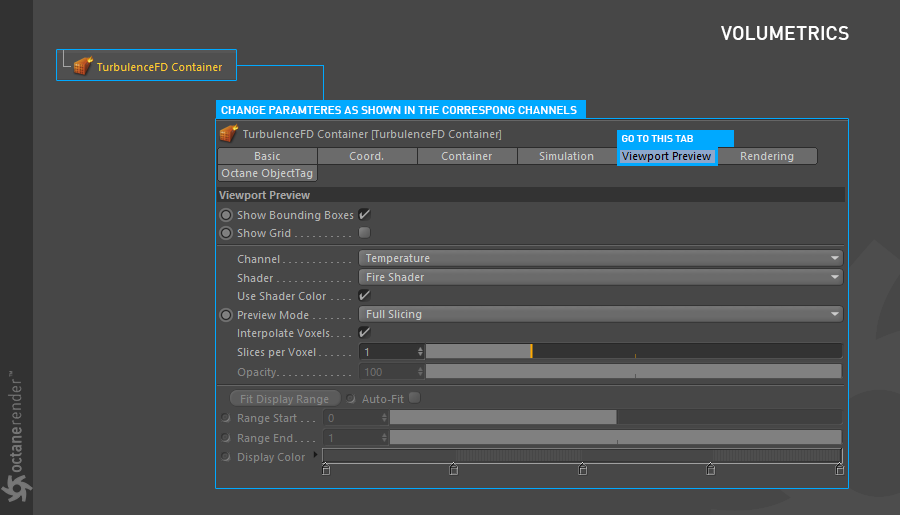 VOLUMETRICS
TurbulenceFD Container
CHANGE PARAMTERES AS SHOWN IN THE CORRESPONG CHANNELS
TurbulenceFD Container [TurbulenceFD Container]
GO TO THIS TAB
Basic Coord. Container Simulation Viewport Preview Rendering
Octane ObjectTag
Viewport Preview
Show Bounding Boxes
Show Grid . . . . . . . . . . .
Channel . . . . . . . . . . . . Temperature
Shader . . . . . . . . . . . . . Fire Shader
Use Shader Color . . . .
Preview Mode . . . . . . . Full Slicing
Interpolate Voxels. . . .
Slices per Voxel . . . . . . 1
Opacity. . . . . . . . . . . . . 100
Fit Display Range Auto-Fit
Range Start . . . 0
Range End. . . . 1
Display Color
octanerender™